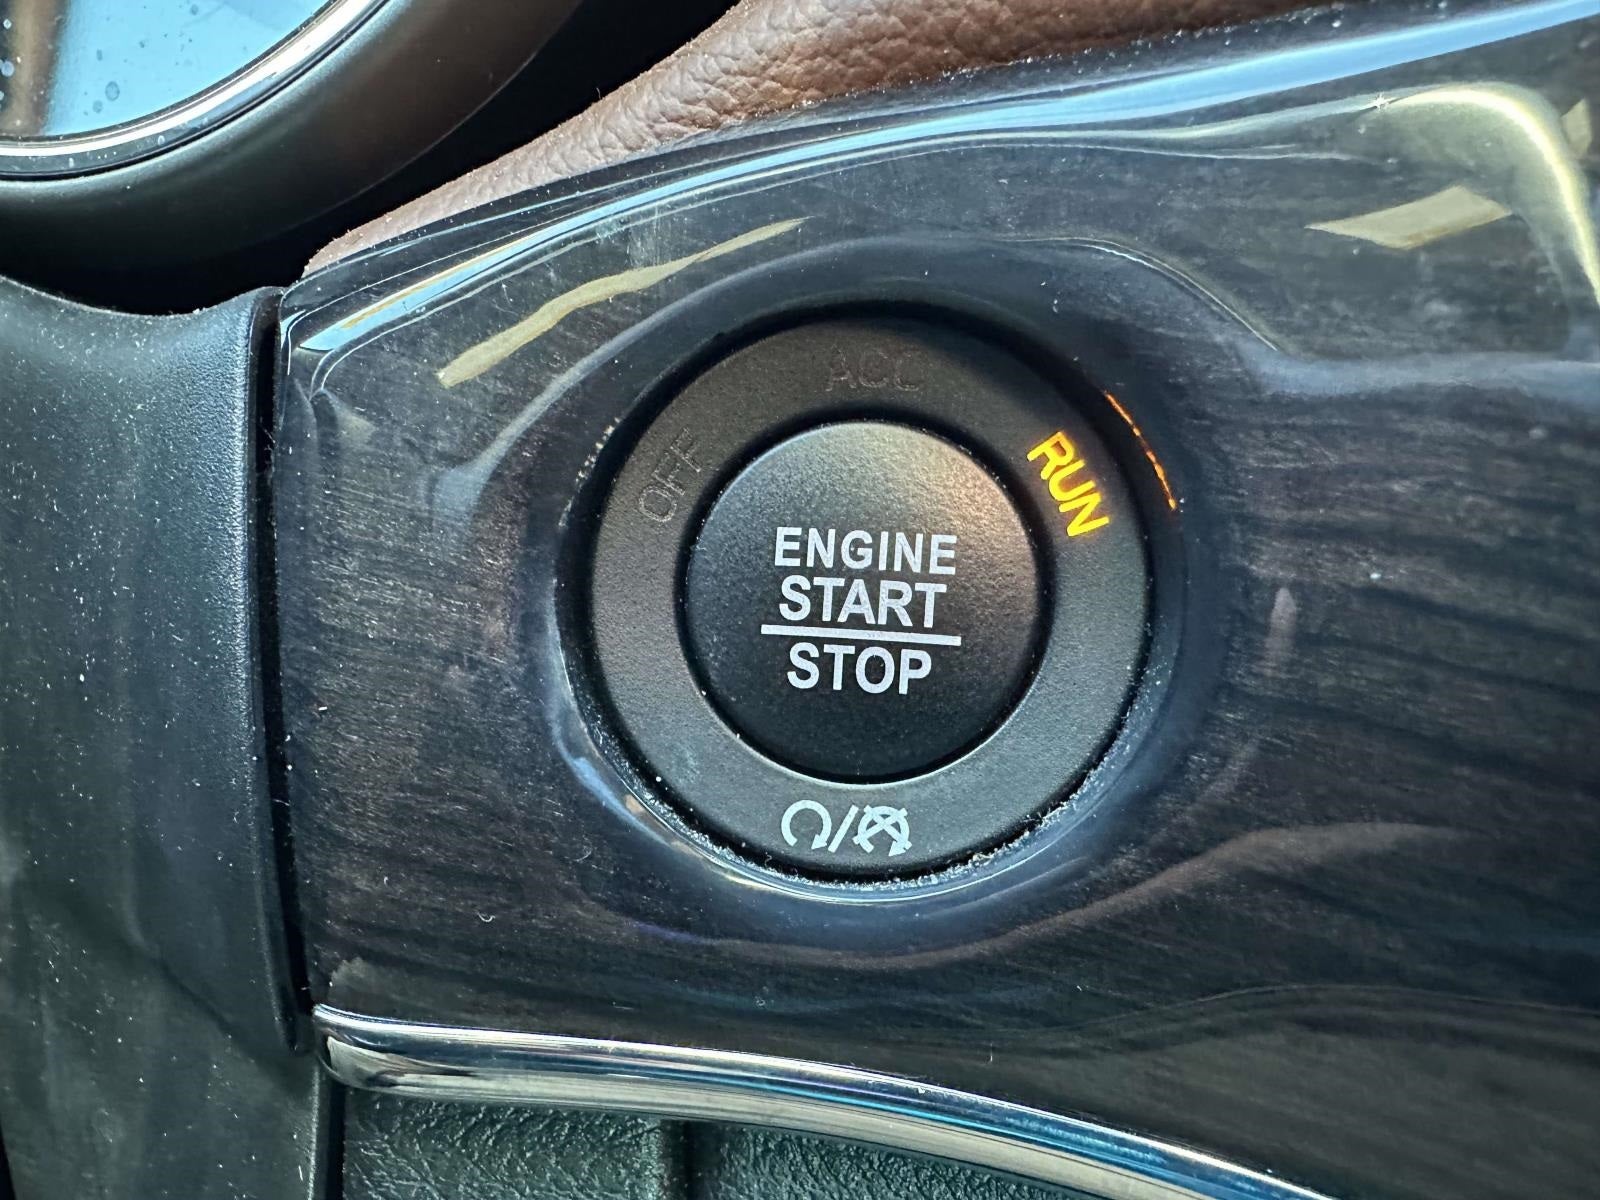 ACC
OFF
RUN
ENGINE
START
STOP